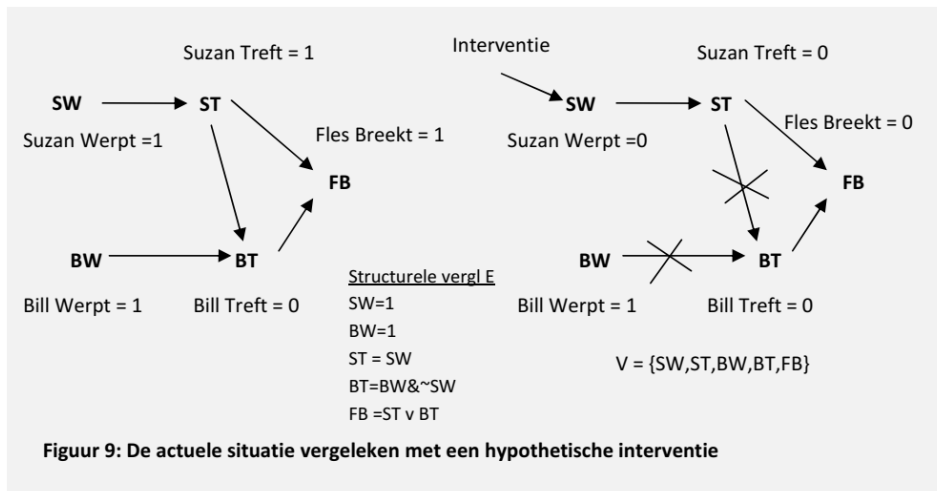 Suzan Treft = 1
SW
ST
Suzan Werpt =1
Fles Breekt = 1
FB
BW
BT
Bill Werpt = 1
Bill Treft = 0
Structurele vergl E
SW=1
BW=1
ST = SW
BT=BW&~SW
FB =ST v BT
Interventie
Suzan Treft = 0
SW
ST
Suzan Werpt =0
Fles Breekt = 0
FB
BW
BT
Bill Werpt = 1
Bill Treft = 0
V = {SW,ST,BW,BT,FB}
Figuur 9: De actuele situatie vergeleken met een hypothetische interventie